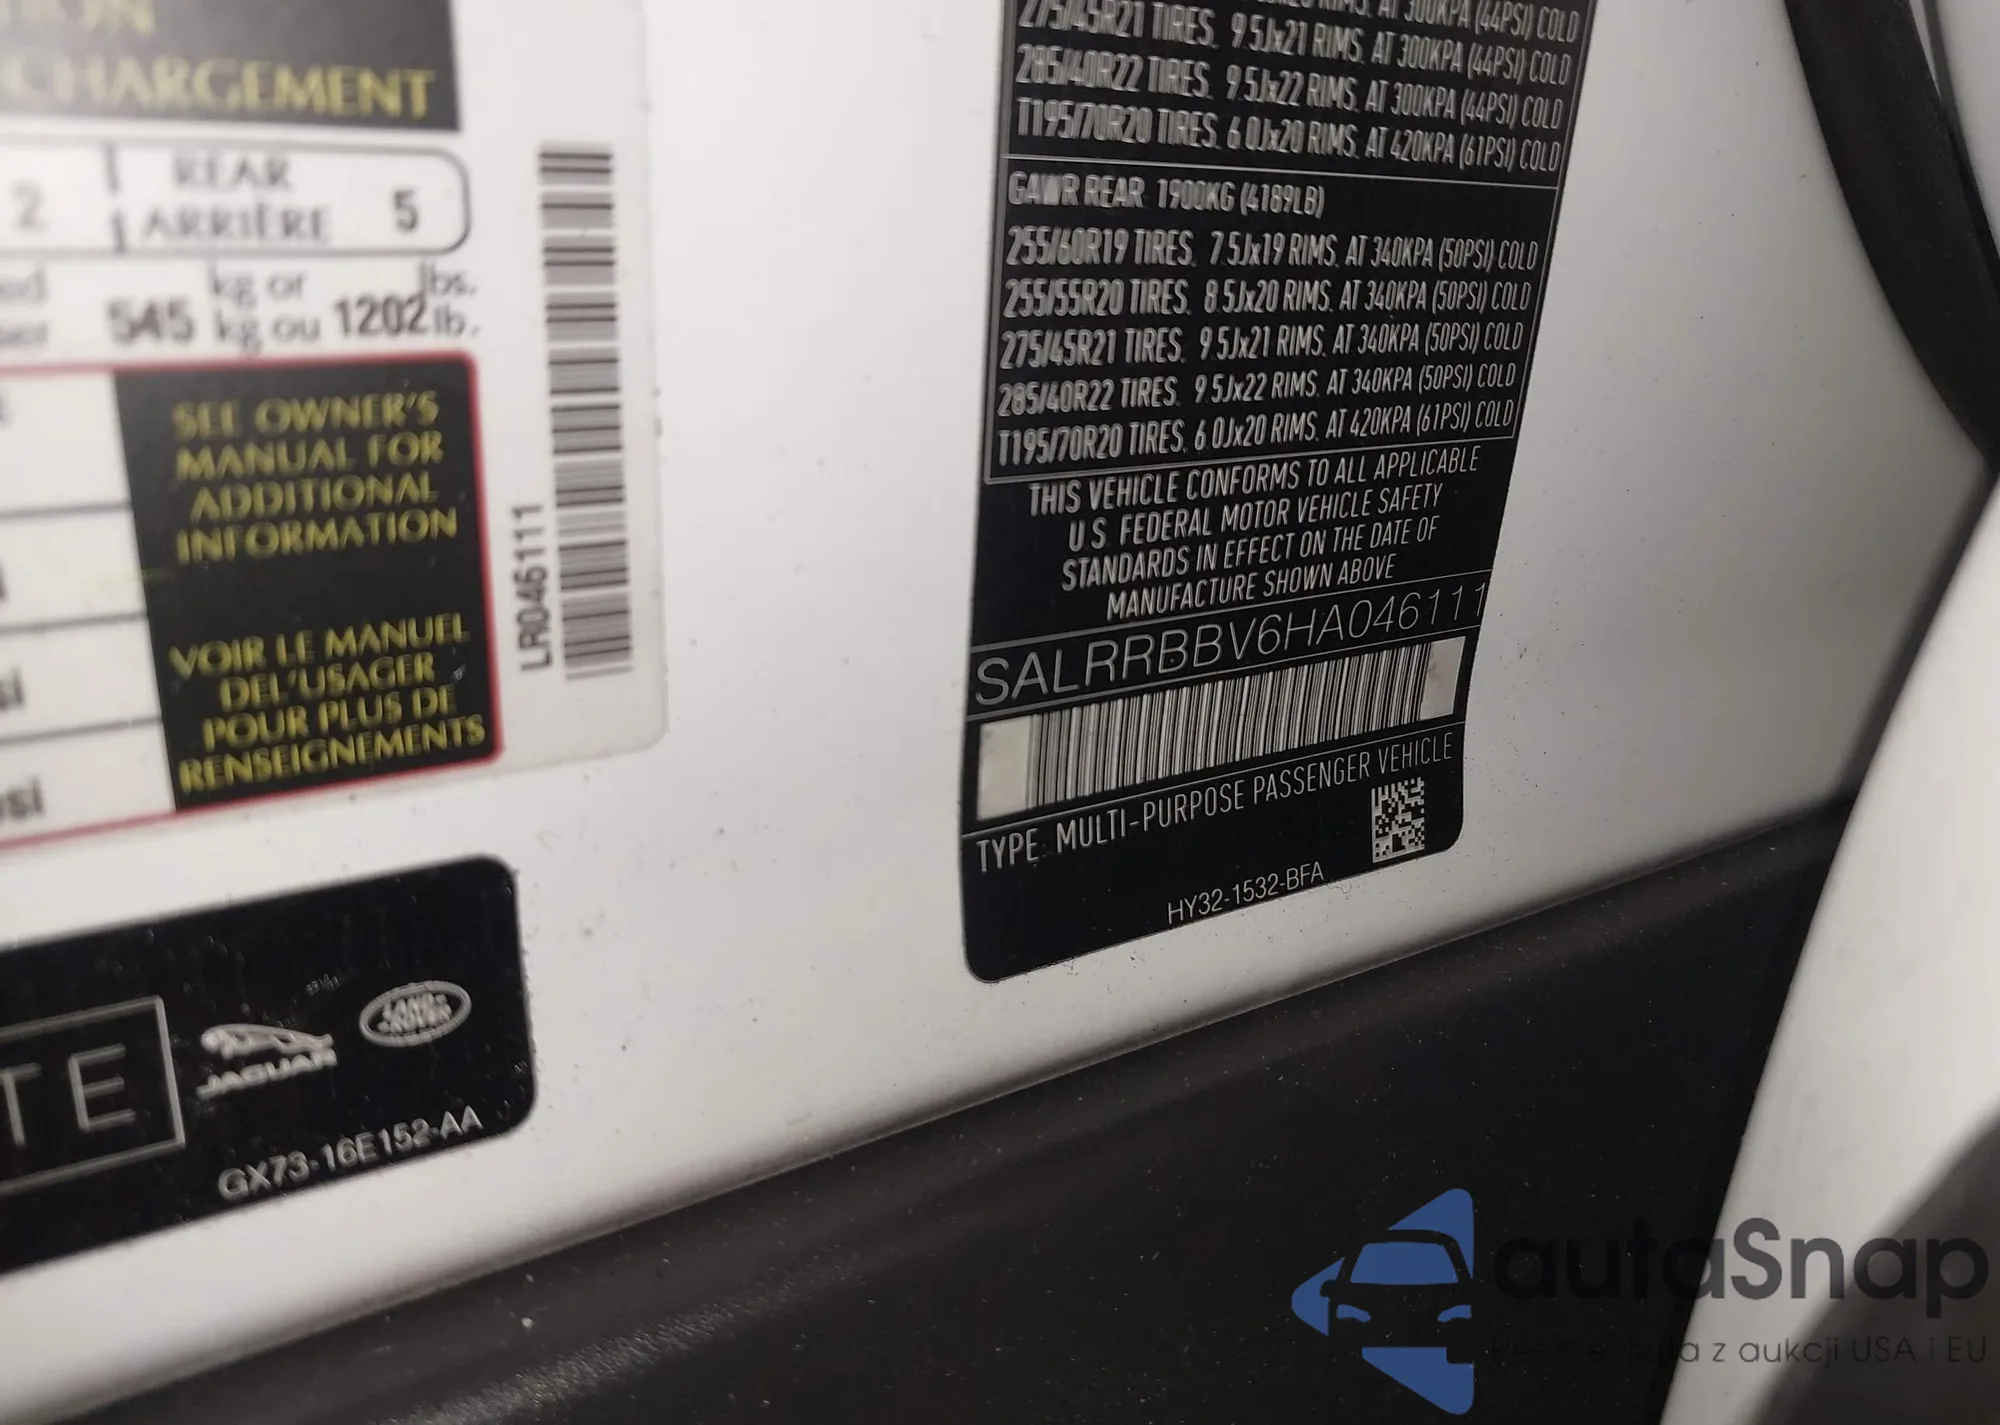 CHARGEMENT
2 REAR
ARRIÈRE 5
545 kg or 1202 lbs.
kg ou lb.
SEE OWNER'S
MANUAL FOR
ADDITIONAL
INFORMATION
VOIR LE MANUEL
DEL'USAGER
POUR PLUS DE
RENSEIGNEMENTS
LR046111
TE
JAGUAR
LAND ROVER
GX73-16E152-AA
275/45R21 TIRES. 9.5Jx21 RIMS. AT 300KPA (44PSI) COLD
285/40R22 TIRES. 9.5Jx22 RIMS. AT 300KPA (44PSI) COLD
T195/70R20 TIRES. 6.0Jx20 RIMS. AT 420KPA (61PSI) COLD
GAWR REAR 1900KG (4189LB)
255/60R19 TIRES. 7.5Jx19 RIMS. AT 340KPA (50PSI) COLD
255/55R20 TIRES. 8.5Jx20 RIMS. AT 340KPA (50PSI) COLD
275/45R21 TIRES. 9.5Jx21 RIMS. AT 340KPA (50PSI) COLD
285/40R22 TIRES. 9.5Jx22 RIMS. AT 340KPA (50PSI) COLD
T195/70R20 TIRES. 6.0Jx20 RIMS. AT 420KPA (61PSI) COLD
THIS VEHICLE CONFORMS TO ALL APPLICABLE
U.S. FEDERAL MOTOR VEHICLE SAFETY
STANDARDS IN EFFECT ON THE DATE OF
MANUFACTURE SHOWN ABOVE
SALRRBBV6HA046111
TYPE: MULTI-PURPOSE PASSENGER VEHICLE
HY32-1532-BFA
autaSnap
z aukcji USA i EU